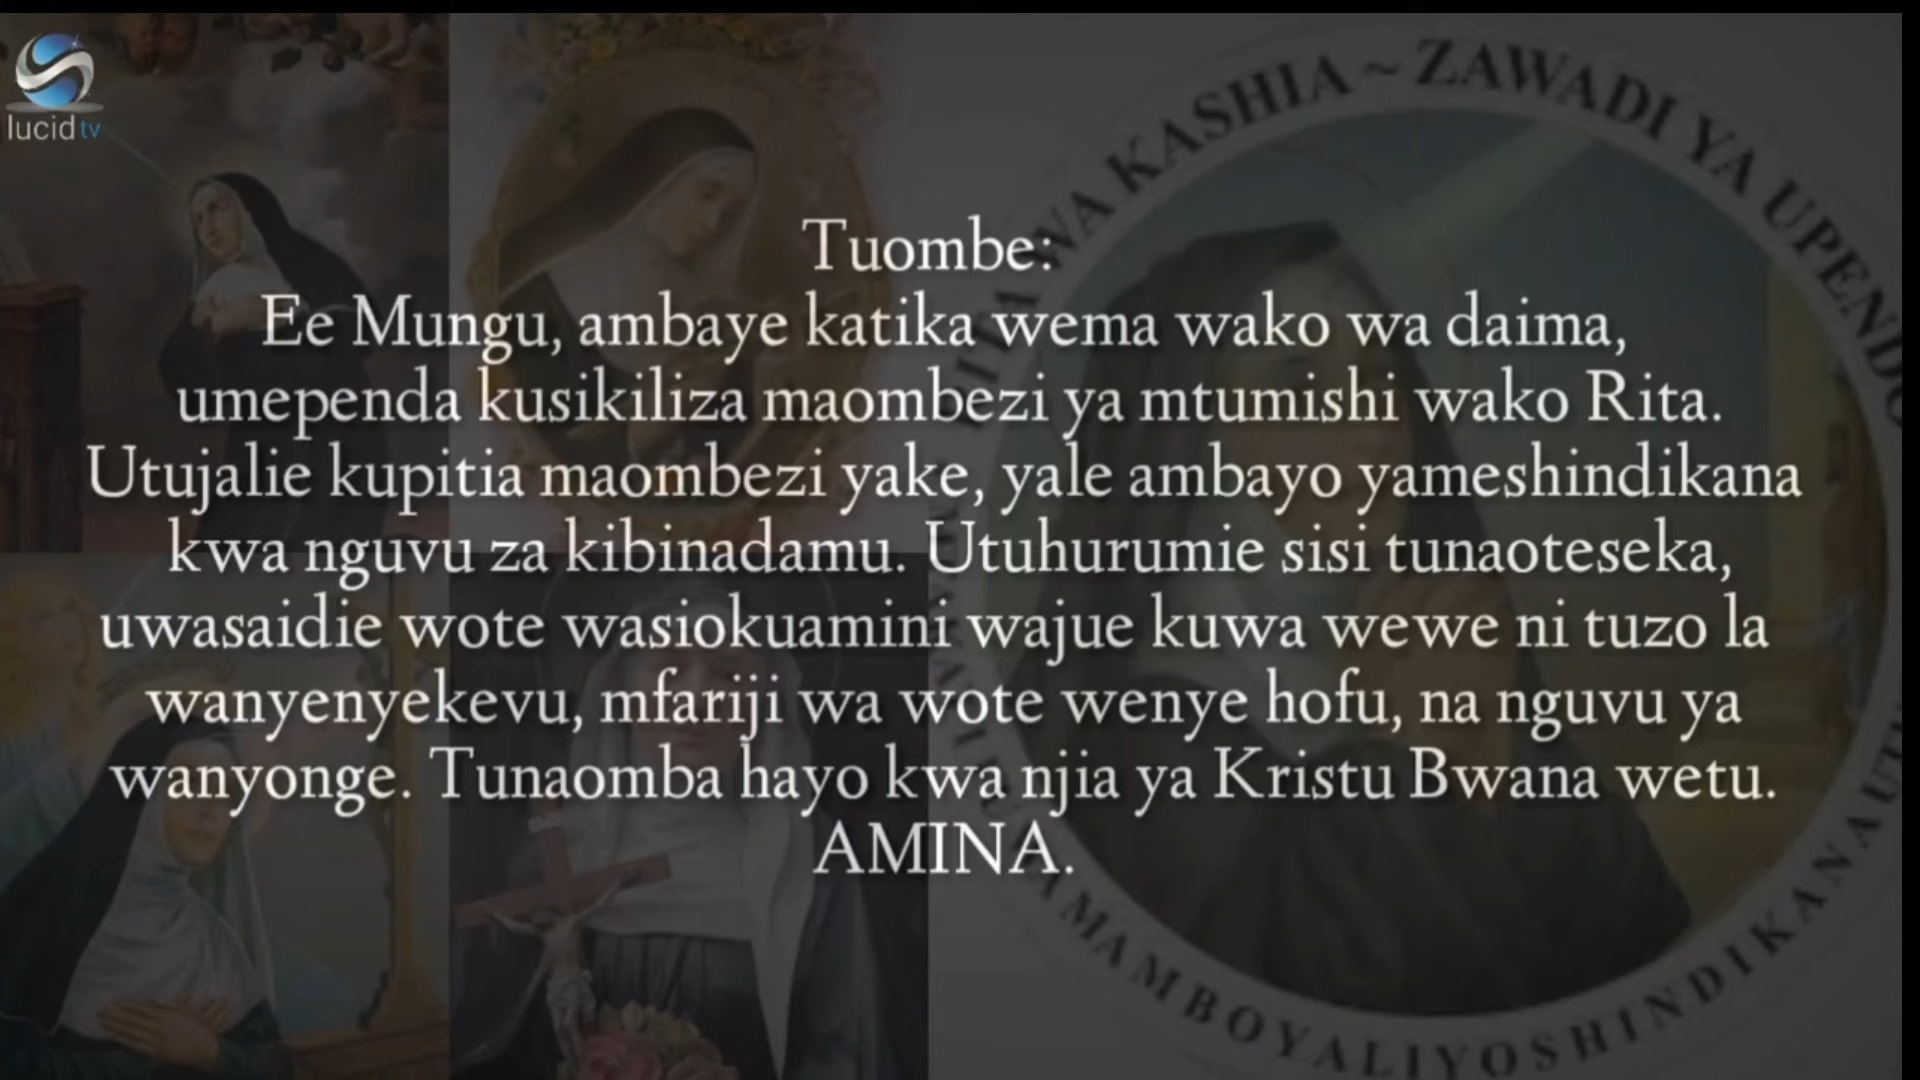 lucid tv
WA KASHIA ~ ZAWADI YA UPENDO
Tuombe:
Ee Mungu, ambaye katika wema wako wa daima,
umependa kusikiliza maombezi ya mtumishi wako Rita.
Utujalie kupitia maombezi yake, yale ambayo yameshindikana
kwa nguvu za kibinadamu. Utuhurumie sisi tunaoteseka,
uwasaidie wote wasiokuamini wajue kuwa wewe ni tuzo la
wanyenyekevu, mfariji wa wote wenye hofu, na nguvu ya
wanyonge. Tunaomba hayo kwa njia ya Kristu Bwana wetu.
AMINA.
MAMBO YALIYOSHINDIKANA